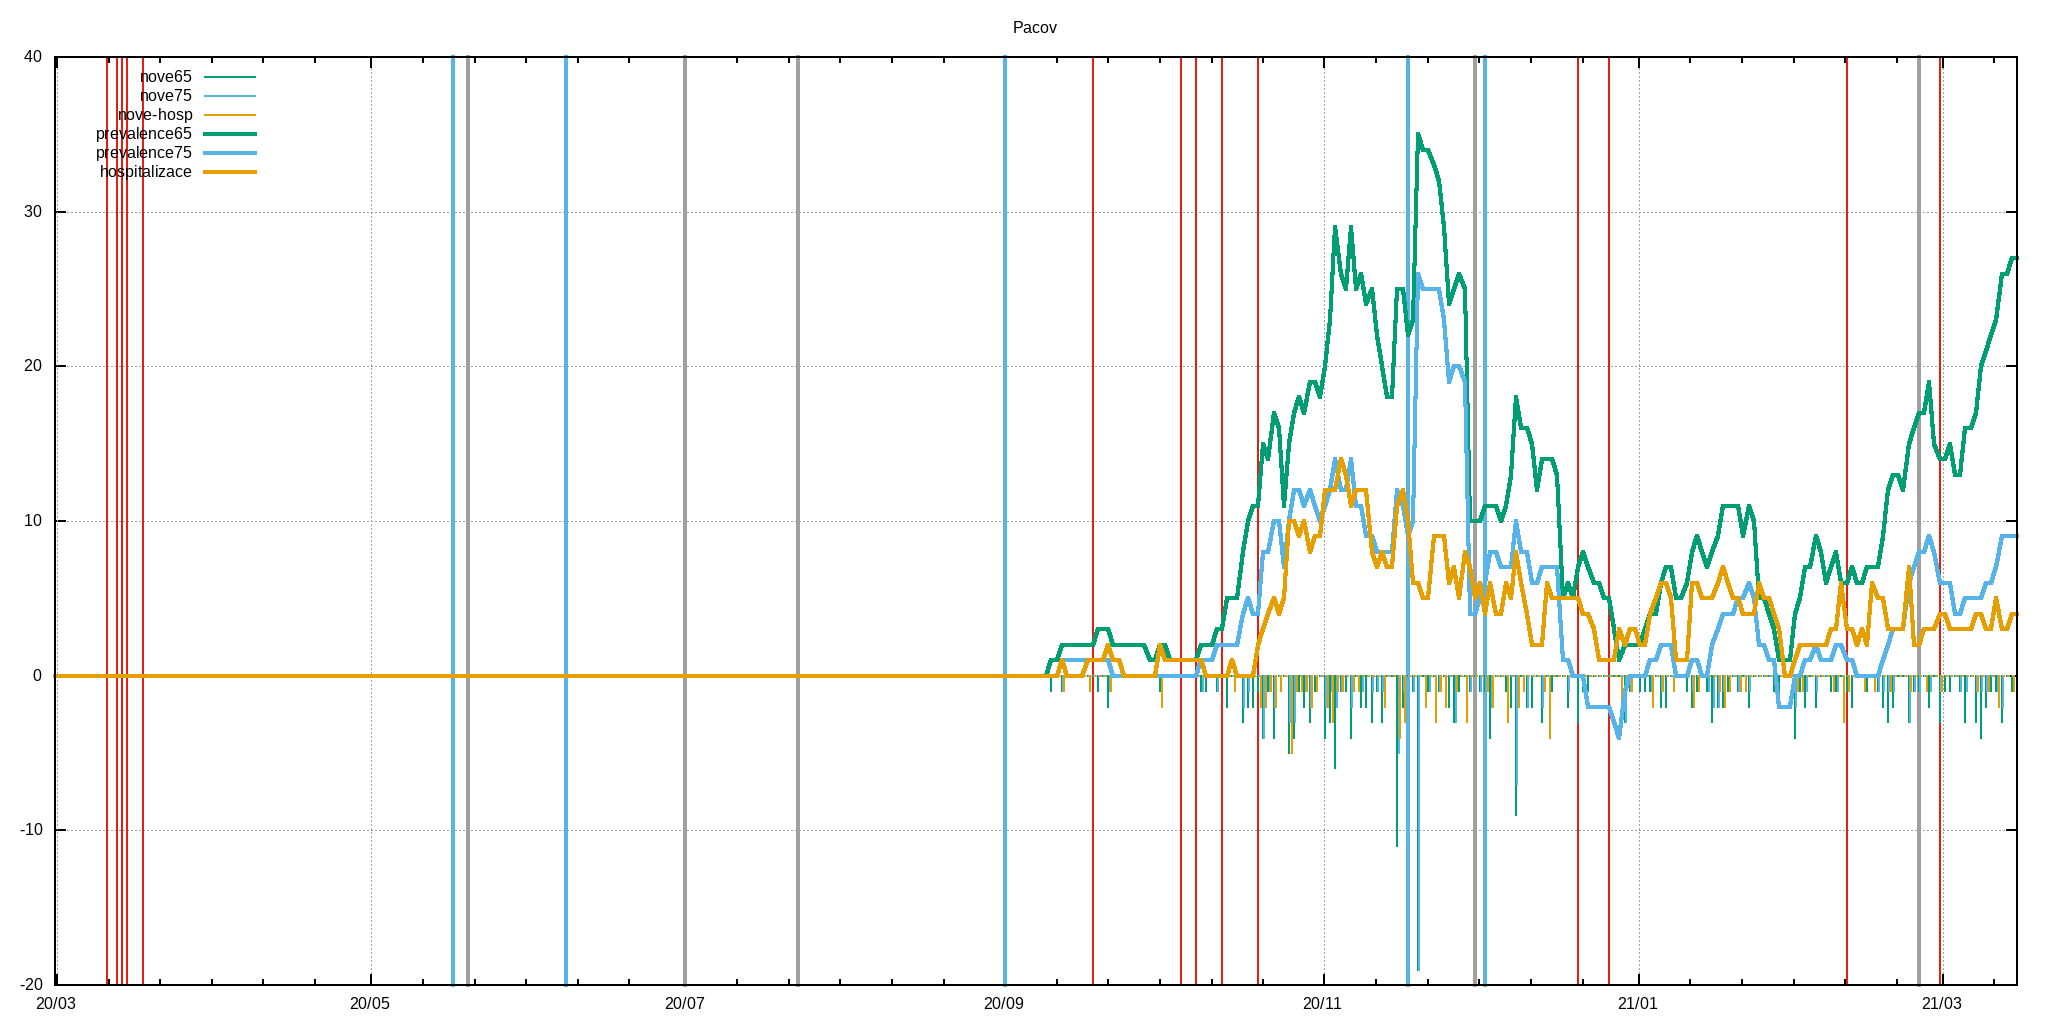 Pacov
40
nove65
nove75
nove-hosp
prevalence65
prevalence75
hospitalizace
30
20
10
0
-10
-20
20/03 20/05 20/07 20/09 20/11 21/01 21/03